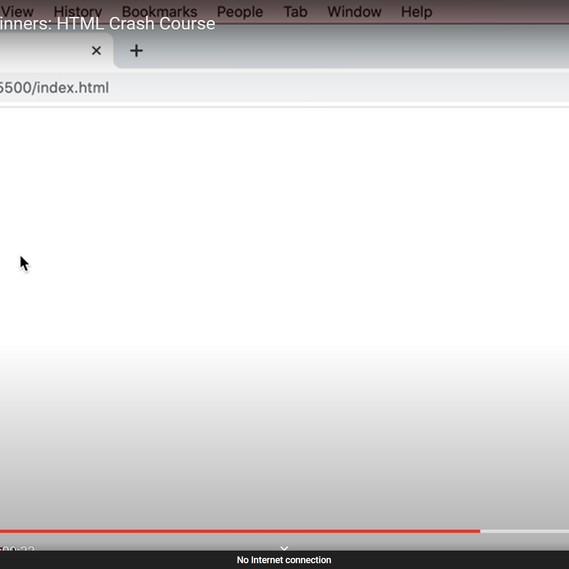 View History Bookmarks People Tab Window Help
inners: HTML Crash Course
5500/index.html
No Internet connection